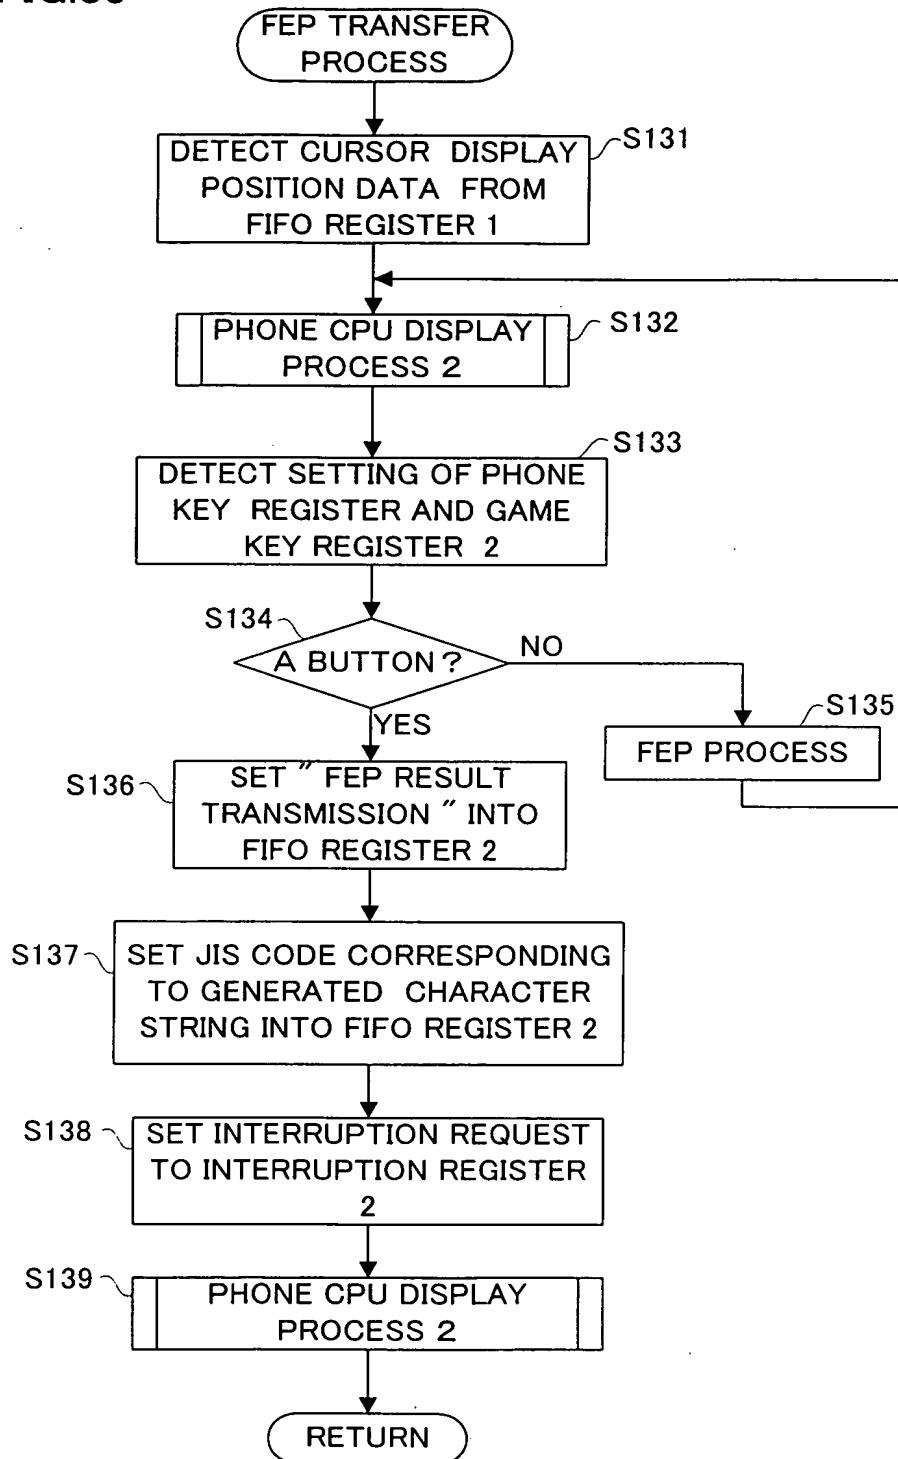 FEP TRANSFER
PROCESS
S131
DETECT CURSOR DISPLAY
POSITION DATA FROM
FIFO REGISTER 1
S132
PHONE CPU DISPLAY
PROCESS 2
S133
DETECT SETTING OF PHONE
KEY REGISTER AND GAME
KEY REGISTER 2
S134
A BUTTON?
NO
YES
S135
FEP PROCESS
S136
SET " FEP RESULT
TRANSMISSION " INTO
FIFO REGISTER 2
S137
SET JIS CODE CORRESPONDING
TO GENERATED CHARACTER
STRING INTO FIFO REGISTER 2
S138
SET INTERRUPTION REQUEST
TO INTERRUPTION REGISTER
2
S139
PHONE CPU DISPLAY
PROCESS 2
RETURN